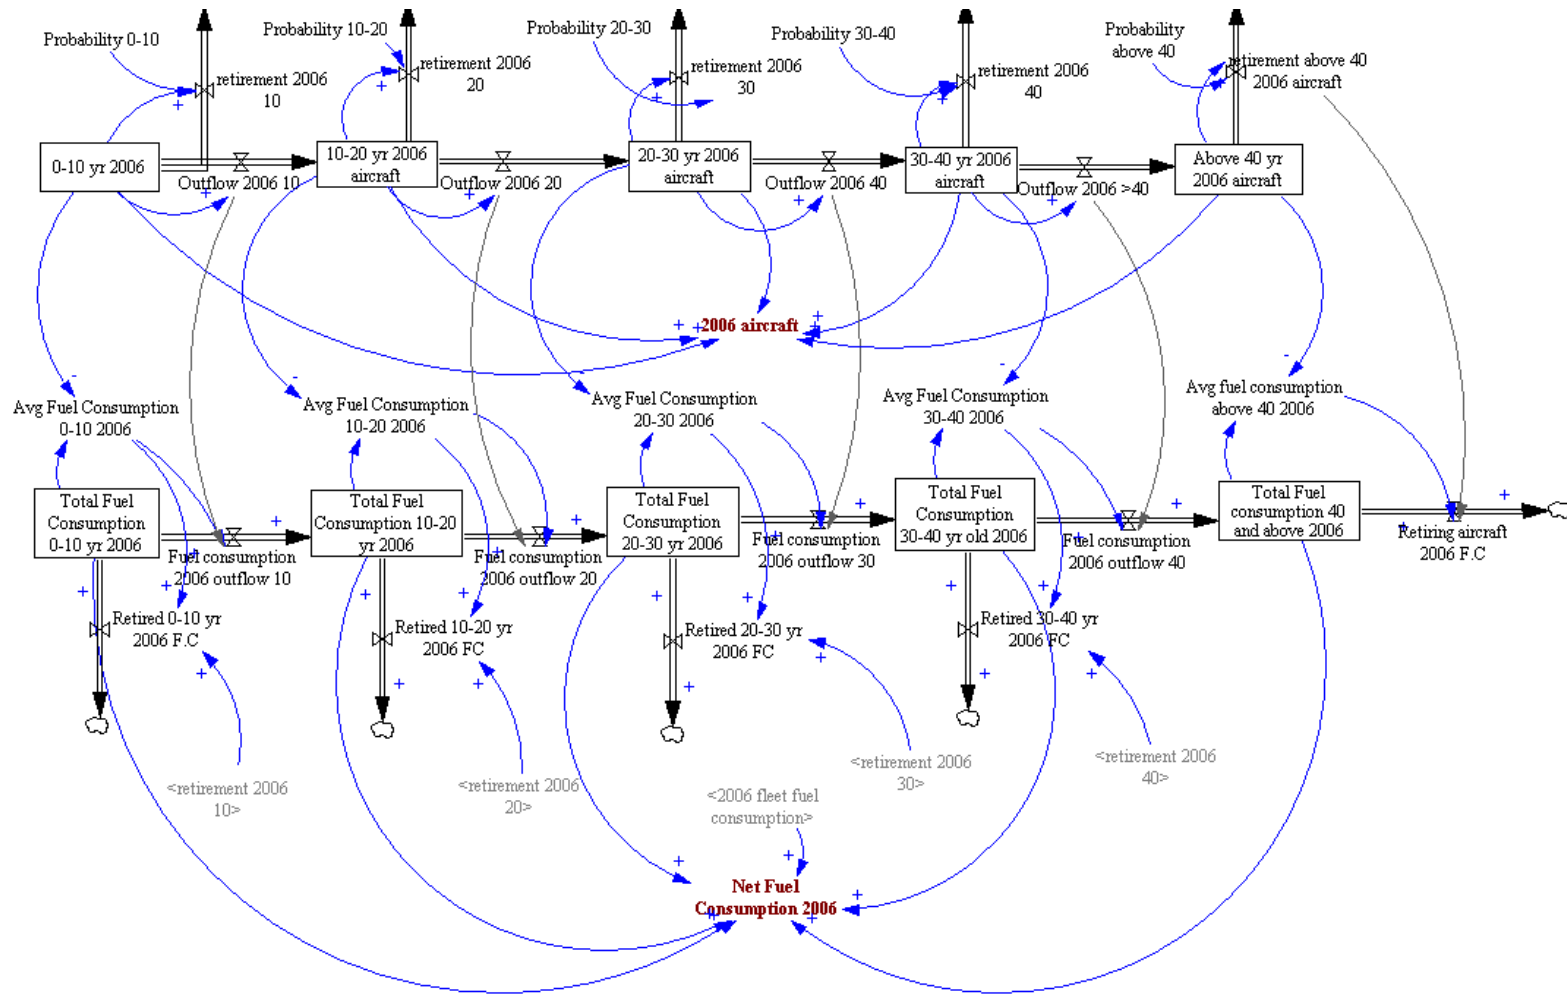 Probability 0-10
Probability 10-20
Probability 20-30
Probability 30-40
Probability
above 40
retirement 2006
10
retirement 2006
20
retirement 2006
30
retirement 2006
40
retirement above 40
2006 aircraft
0-10 yr 2006
10-20 yr 2006
aircraft
20-30 yr 2006
aircraft
30-40 yr 2006
aircraft
Above 40 yr
2006 aircraft
Outflow 2006 10
Outflow 2006 20
Outflow 2006 40
Outflow 2006 >40
2006 aircraft
Avg Fuel Consumption
0-10 2006
Avg Fuel Consumption
10-20 2006
Avg Fuel Consumption
20-30 2006
Avg Fuel Consumption
30-40 2006
Avg fuel consumption
above 40 2006
Total Fuel
Consumption
0-10 yr 2006
Total Fuel
Consumption 10-20
yr 2006
Total Fuel
Consumption
20-30 yr 2006
Total Fuel
Consumption
30-40 yr old 2006
Total Fuel
consumption 40
and above 2006
Fuel consumption
2006 outflow 10
Fuel consumption
2006 outflow 20
Fuel consumption
2006 outflow 30
Fuel consumption
2006 outflow 40
Retiring aircraft
2006 F.C
Retired 0-10 yr
2006 F.C
Retired 10-20 yr
2006 FC
Retired 20-30 yr
2006 FC
Retired 30-40 yr
2006 FC
<retirement 2006
10>
<retirement 2006
20>
<retirement 2006
30>
<retirement 2006
40>
<2006 fleet fuel
consumption>
Net Fuel
Consumption 2006